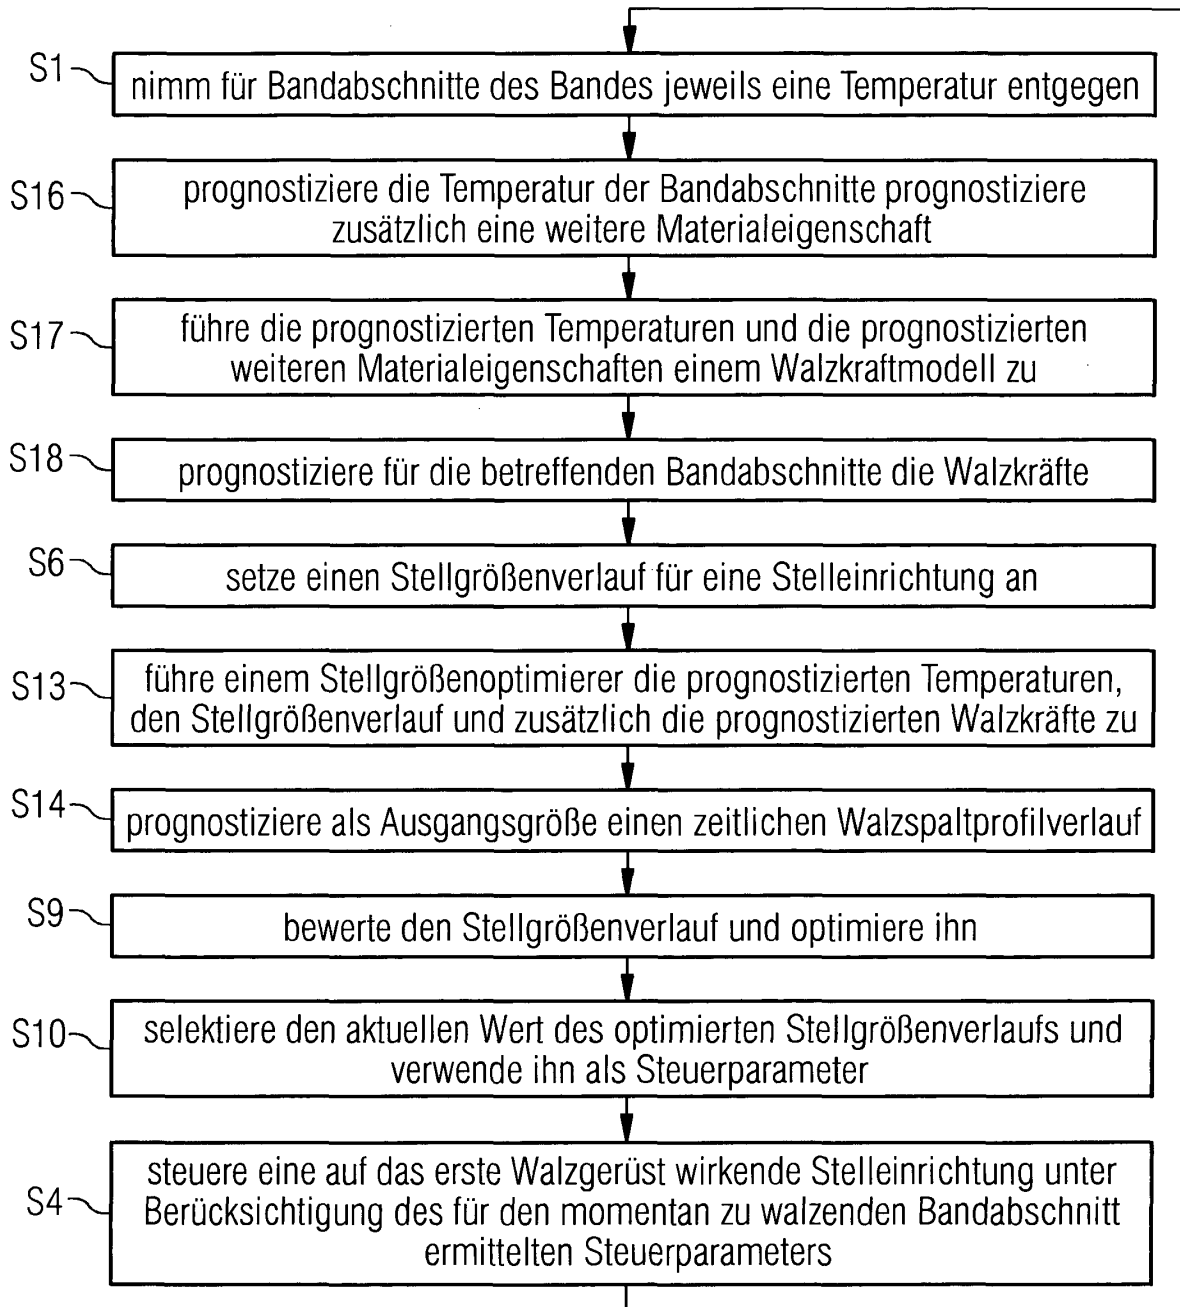 S1
nimm für Bandabschnitte des Bandes jeweils eine Temperatur entgegen
S16
prognostiziere die Temperatur der Bandabschnitte prognostiziere
zusätzlich eine weitere Materialeigenschaft
S17
führe die prognostizierten Temperaturen und die prognostizierten
weiteren Materialeigenschaften einem Walzkraftmodell zu
S18
prognostiziere für die betreffenden Bandabschnitte die Walzkräfte
S6
setze einen Stellgrößenverlauf für eine Stelleinrichtung an
S13
führe einem Stellgrößenoptimierer die prognostizierten Temperaturen,
den Stellgrößenverlauf und zusätzlich die prognostizierten Walzkräfte zu
S14
prognostiziere als Ausgangsgröße einen zeitlichen Walzspaltprofilverlauf
S9
bewerte den Stellgrößenverlauf und optimiere ihn
S10
selektiere den aktuellen Wert des optimierten Stellgrößenverlaufs und
verwende ihn als Steuerparameter
S4
steuere eine auf das erste Walzgerüst wirkende Stelleinrichtung unter
Berücksichtigung des für den momentan zu walzenden Bandabschnitt
ermittelten Steuerparameters